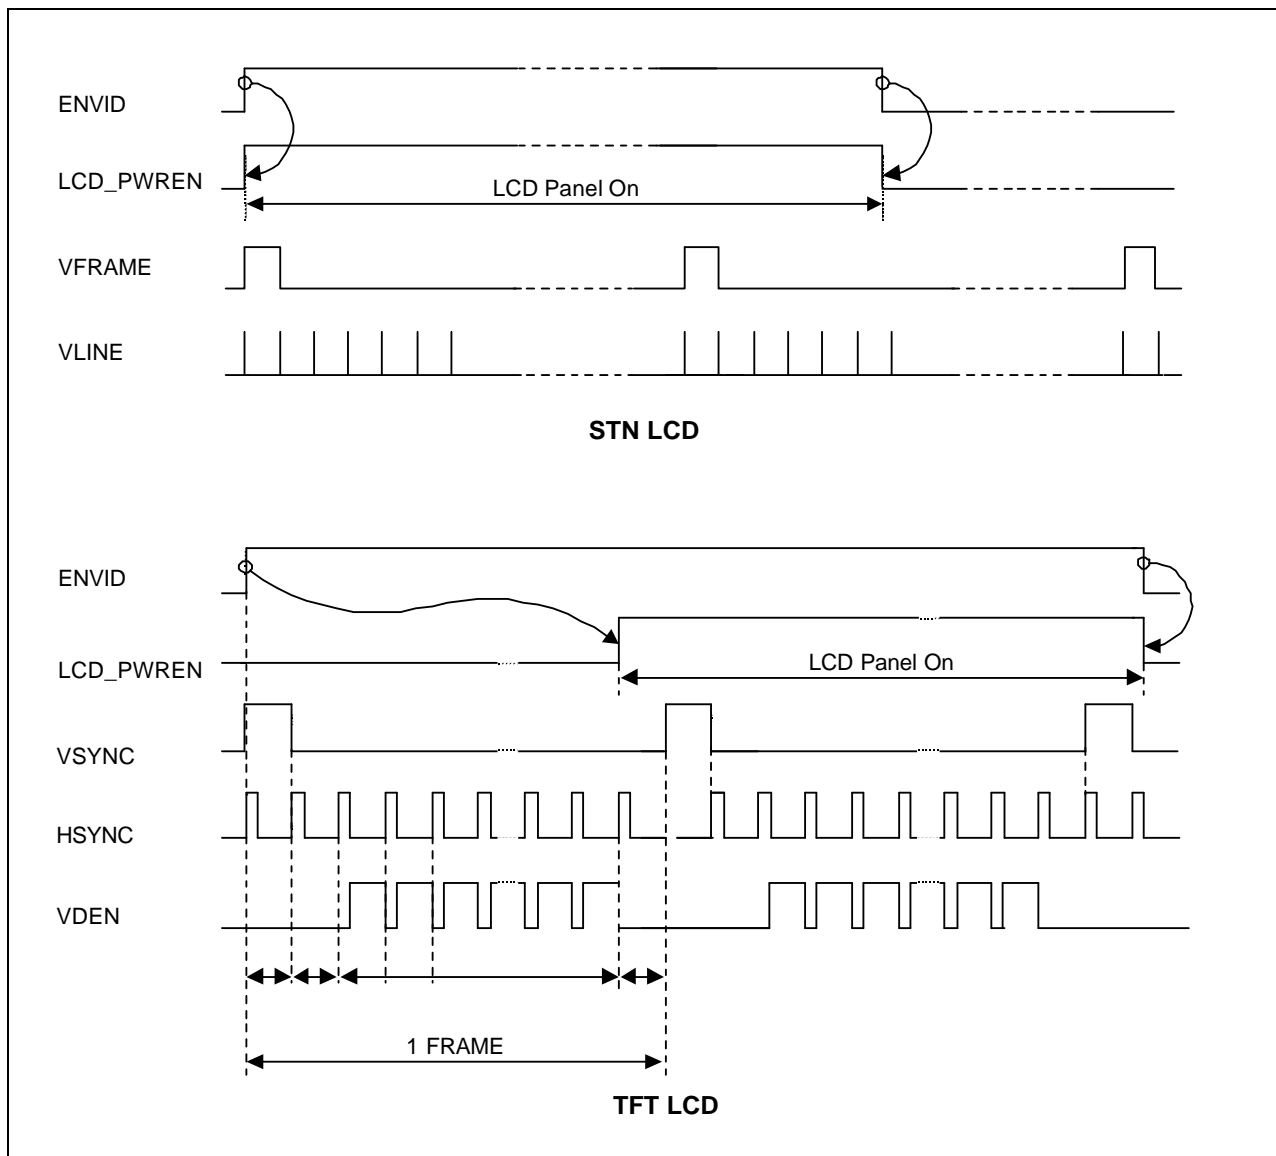 ENVID
LCD_PWREN
LCD Panel On
VFRAME
VLINE
STN LCD
ENVID
LCD_PWREN
LCD Panel On
VSYNC
HSYNC
VDEN
1 FRAME
TFT LCD